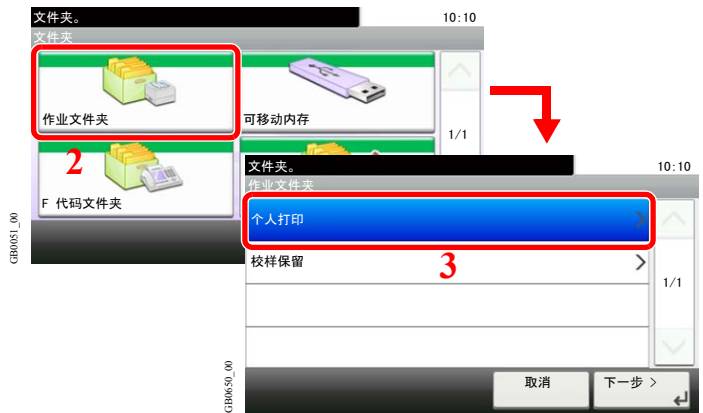 文件夹。
10:10
文件夹
作业文件夹
可移动内存
1/1
2
F 代码文件夹
GB0051_00
文件夹。
10:10
作业文件夹
个人打印
校样保留
3
1/1
取消
下一步 >
GB0650_00